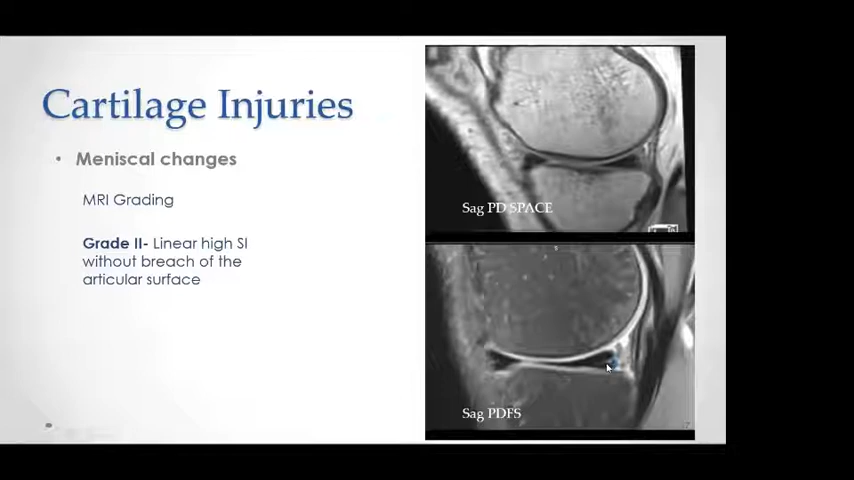 Cartilage Injuries
• Meniscal changes
MRI Grading
Grade II- Linear high SI
without breach of the
articular surface
Sag PD SPACE
Sag PDFS